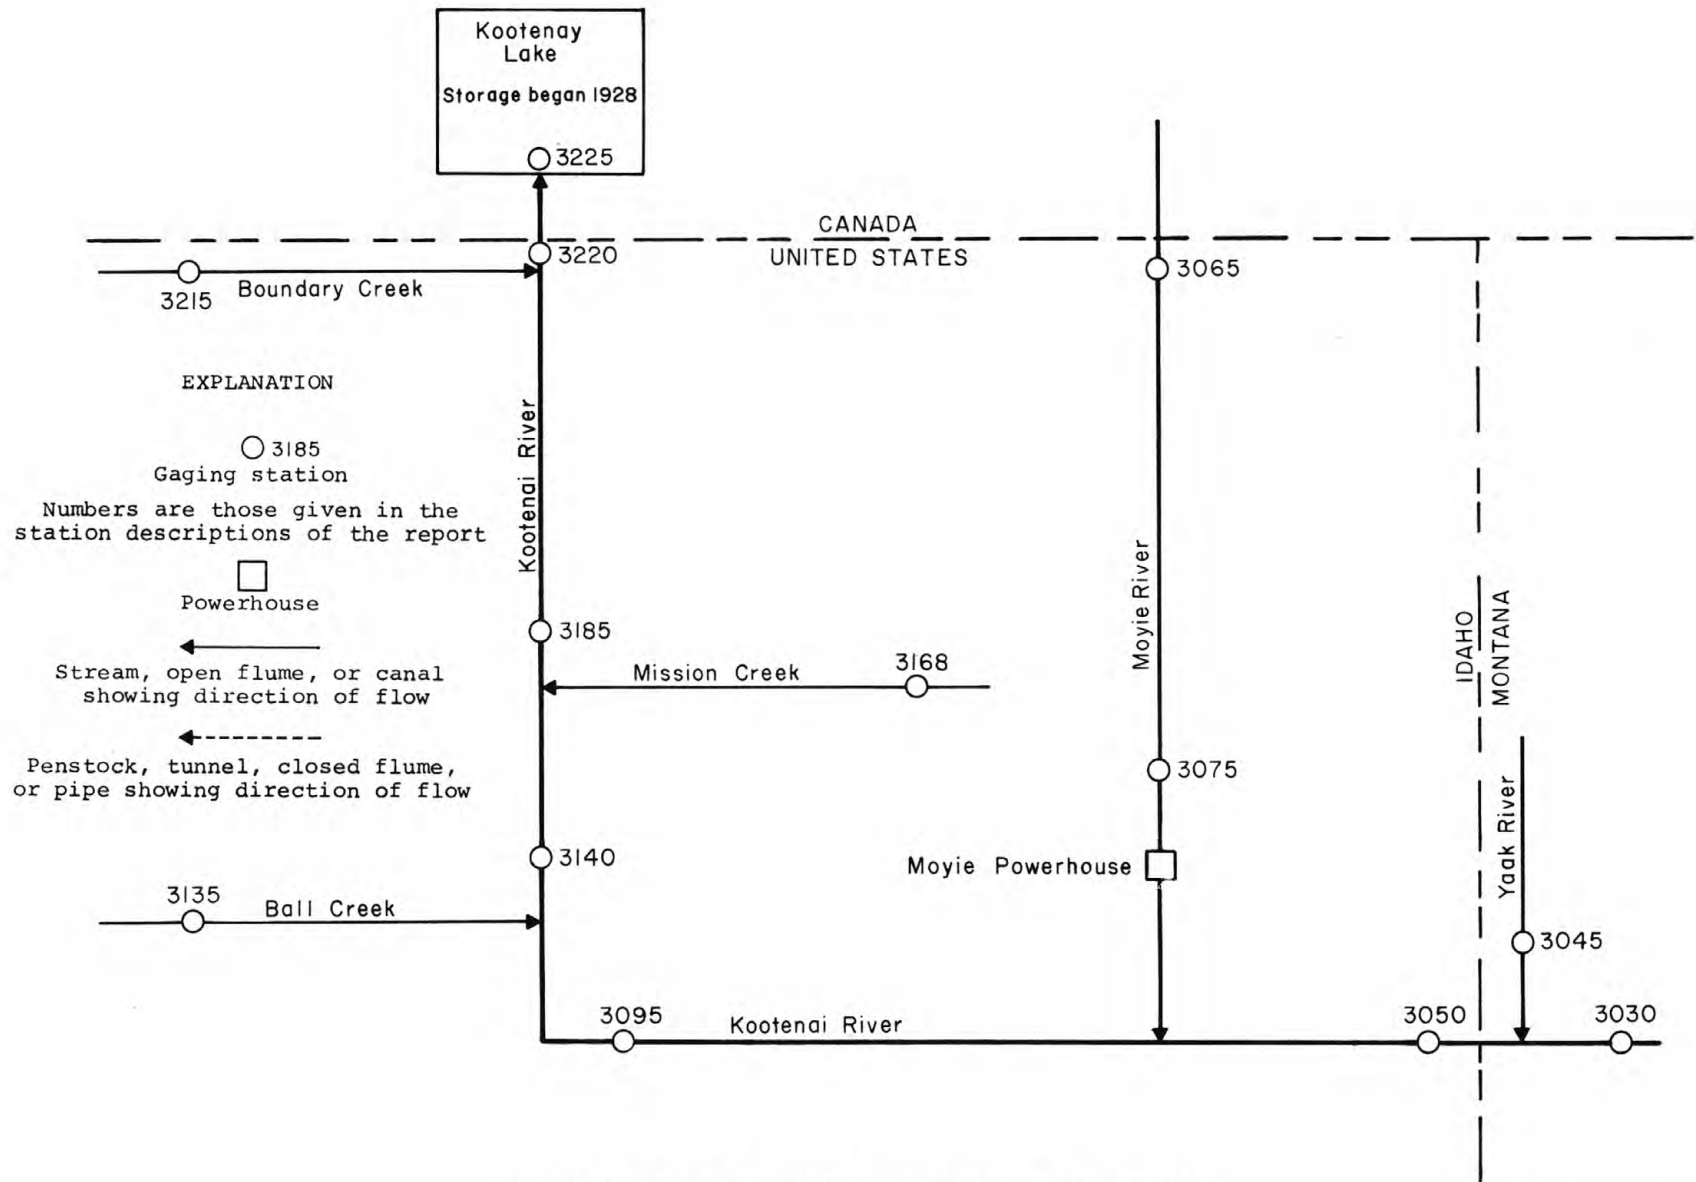 Kootenay
Lake
Storage began 1928
3225
CANADA
UNITED STATES
3220
3065
3215
Boundary Creek
EXPLANATION
3185
Gaging station
Numbers are those given in the
station descriptions of the report
Powerhouse
Stream, open flume, or canal
showing direction of flow
Penstock, tunnel, closed flume,
or pipe showing direction of flow
Kootenai River
3185
Mission Creek
3168
Moyie River
3075
Moyie Powerhouse
IDAHO
MONTANA
Yaak River
3045
3140
3135
Ball Creek
3095
Kootenai River
3050
3030